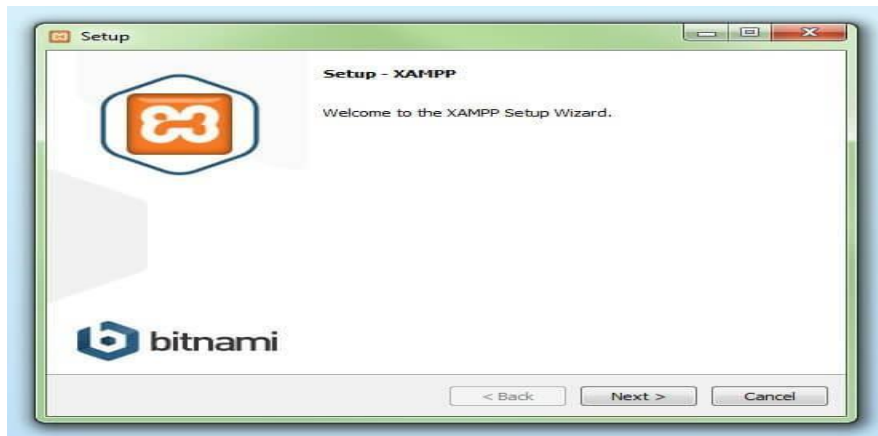 Setup
Setup - XAMPP
Welcome to the XAMPP Setup Wizard.
bitnami
< Back Next > Cancel